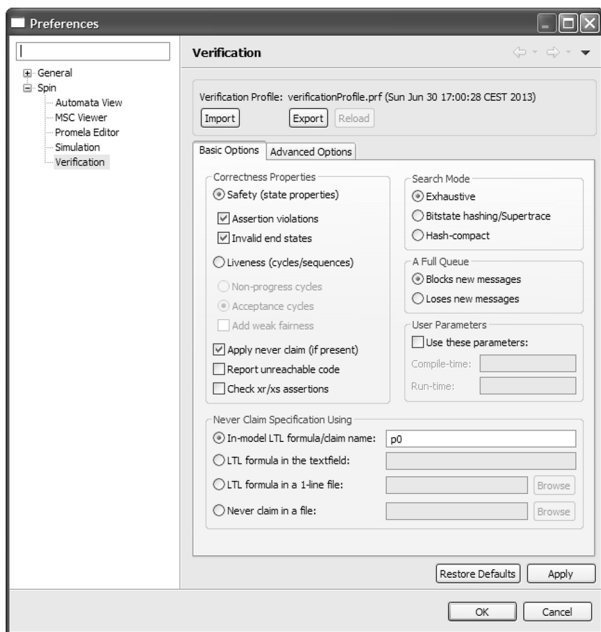 Preferences
General
Spin
Automata View
MSC Viewer
Promela Editor
Simulation
Verification
Verification
Verification Profile: verificationProfile.prf (Sun Jun 30 17:00:28 CEST 2013)
Import Export Reload
Basic Options Advanced Options
Correctness Properties
Safety (state properties)
Assertion violations
Invalid end states
Liveness (cycles/sequences)
Non-progress cycles
Acceptance cycles
Add weak fairness
Apply never claim (if present)
Report unreachable code
Check xr/xs assertions
Search Mode
Exhaustive
Bitstate hashing/Supertrace
Hash-compact
A Full Queue
Blocks new messages
Loses new messages
User Parameters
Use these parameters:
Compile-time:
Run-time:
Never Claim Specification Using
In-model LTL formula/claim name: p0
LTL formula in the textfield:
LTL formula in a 1-line file: Browse
Never claim in a file: Browse
Restore Defaults Apply
OK Cancel